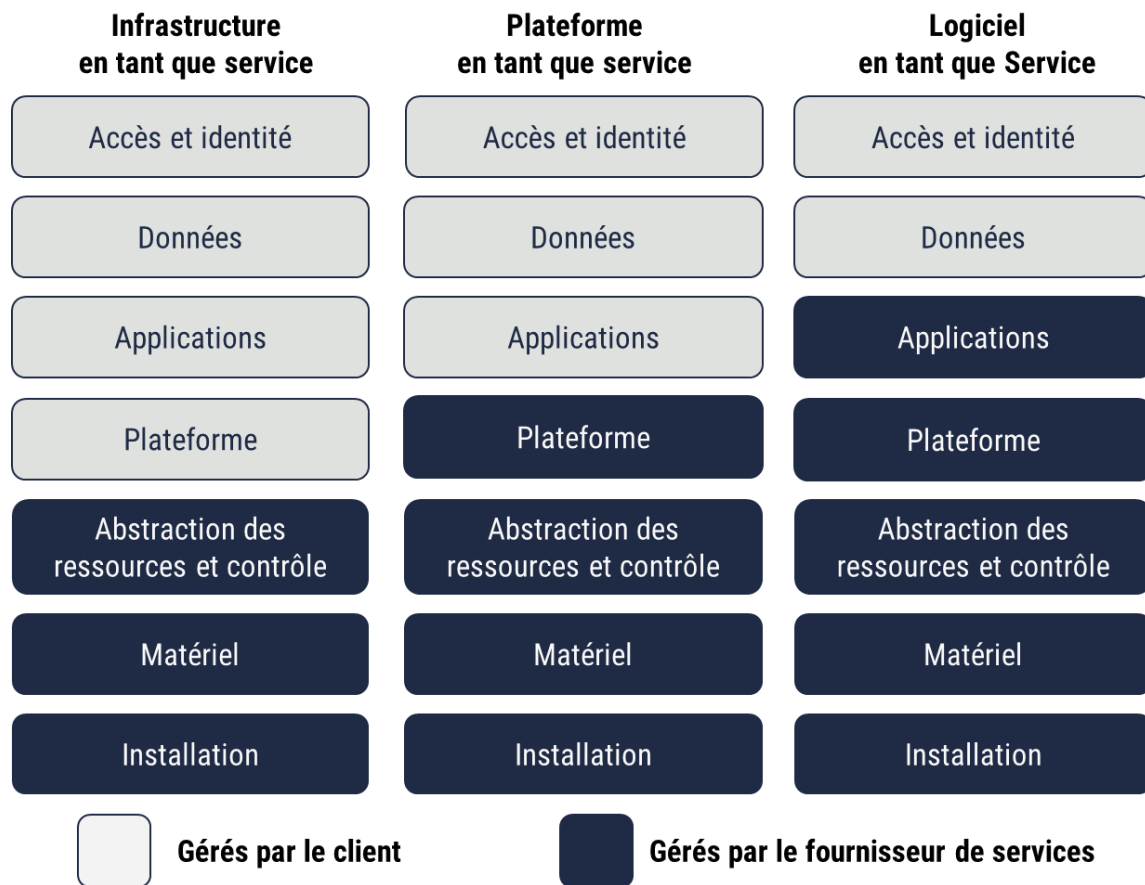 Infrastructure
en tant que service
Plateforme
en tant que service
Logiciel
en tant que Service
Accès et identité
Accès et identité
Accès et identité
Données
Données
Données
Applications
Applications
Applications
Plateforme
Plateforme
Plateforme
Abstraction des
ressources et contrôle
Abstraction des
ressources et contrôle
Abstraction des
ressources et contrôle
Matériel
Matériel
Matériel
Installation
Installation
Installation
Gérés par le client
Gérés par le fournisseur de services